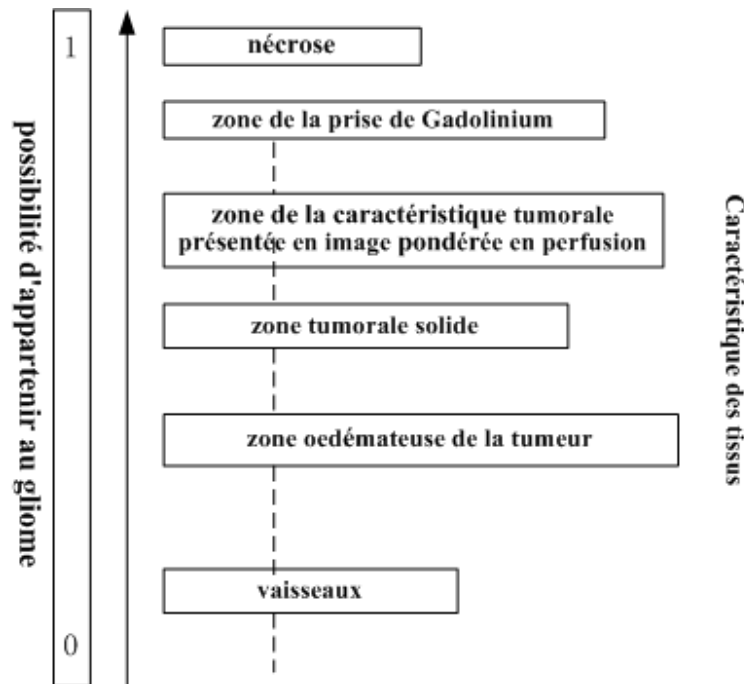 1
nécrose
zone de la prise de Gadolinium
zone de la caractéristique tumorale
présentée en image pondérée en perfusion
zone tumorale solide
zone oedémateuse de la tumeur
vaisseaux
0
possibilité d'appartenir au gliome
Caractéristique des tissus